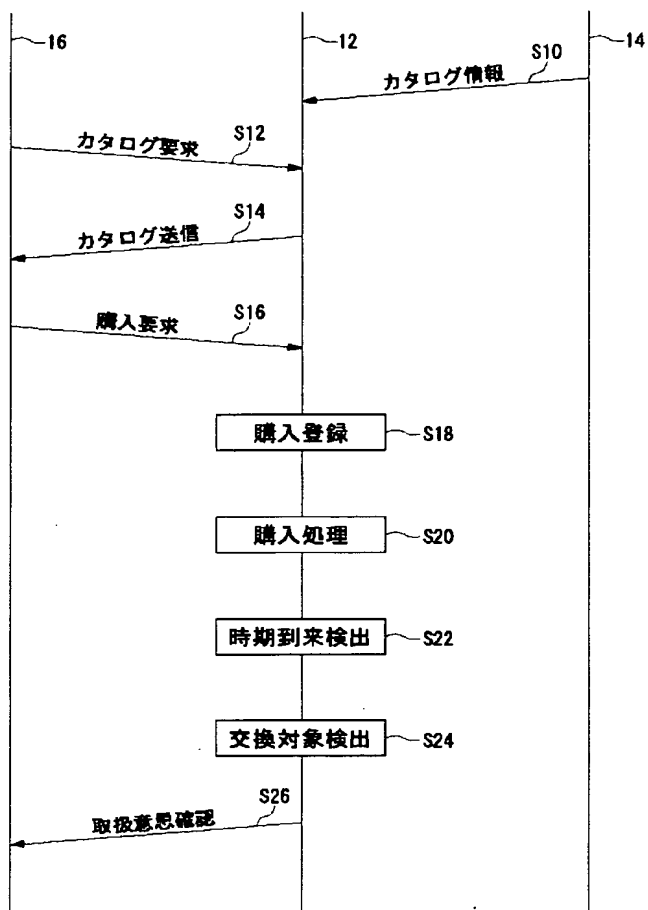 16
12
14
S10
カタログ情報
S12
カタログ要求
S14
カタログ送信
S16
購入要求
購入登録
S18
購入処理
S20
時期到来検出
S22
交換対象検出
S24
S26
取扱意思確認